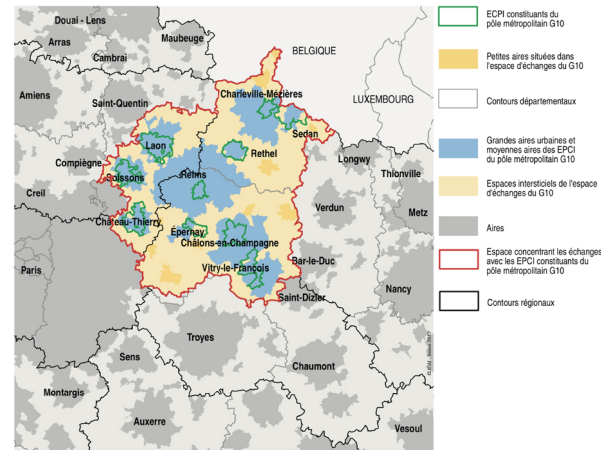 Douai - Lens
Maubeuge
Arras
Cambrai
BELGIQUE
Amiens
Saint-Quentin
Charleville-Mézières
LUXEMBOURG
Sedan
Laon
Rethel
Longwy
Compiègne
Soissons
Reims
Thionville
Creil
Verdun
Metz
Château-Thierry
Épernay
Châlons-en-Champagne
Paris
Vitry-le-François
Bar-le-Duc
Nancy
Saint-Dizier
Troyes
Sens
Chaumont
Montargis
Auxerre
Vesoul
ECPI constituants du
pôle métropolitain G10
Petites aires situées dans
l'espace d'échanges du G10
Contours départementaux
Grandes aires urbaines et
moyennes aires des EPCI
du pôle métropolitain G10
Espaces intersticiels de l'espace
d'échanges du G10
Aires
Espace concentrant les échanges
avec les EPCI constituants du
pôle métropolitain G10
Contours régionaux